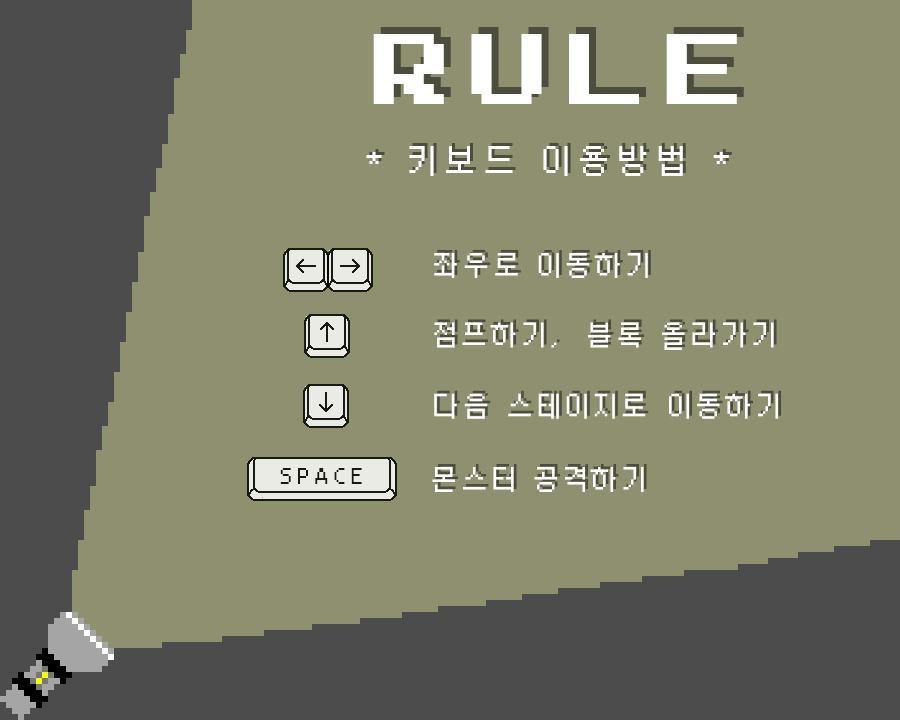 RULE
* 키보드 이용방법 *
← → 좌우로 이동하기
↑ 점프하기, 블록 올라가기
↓ 다음 스테이지로 이동하기
SPACE 몬스터 공격하기